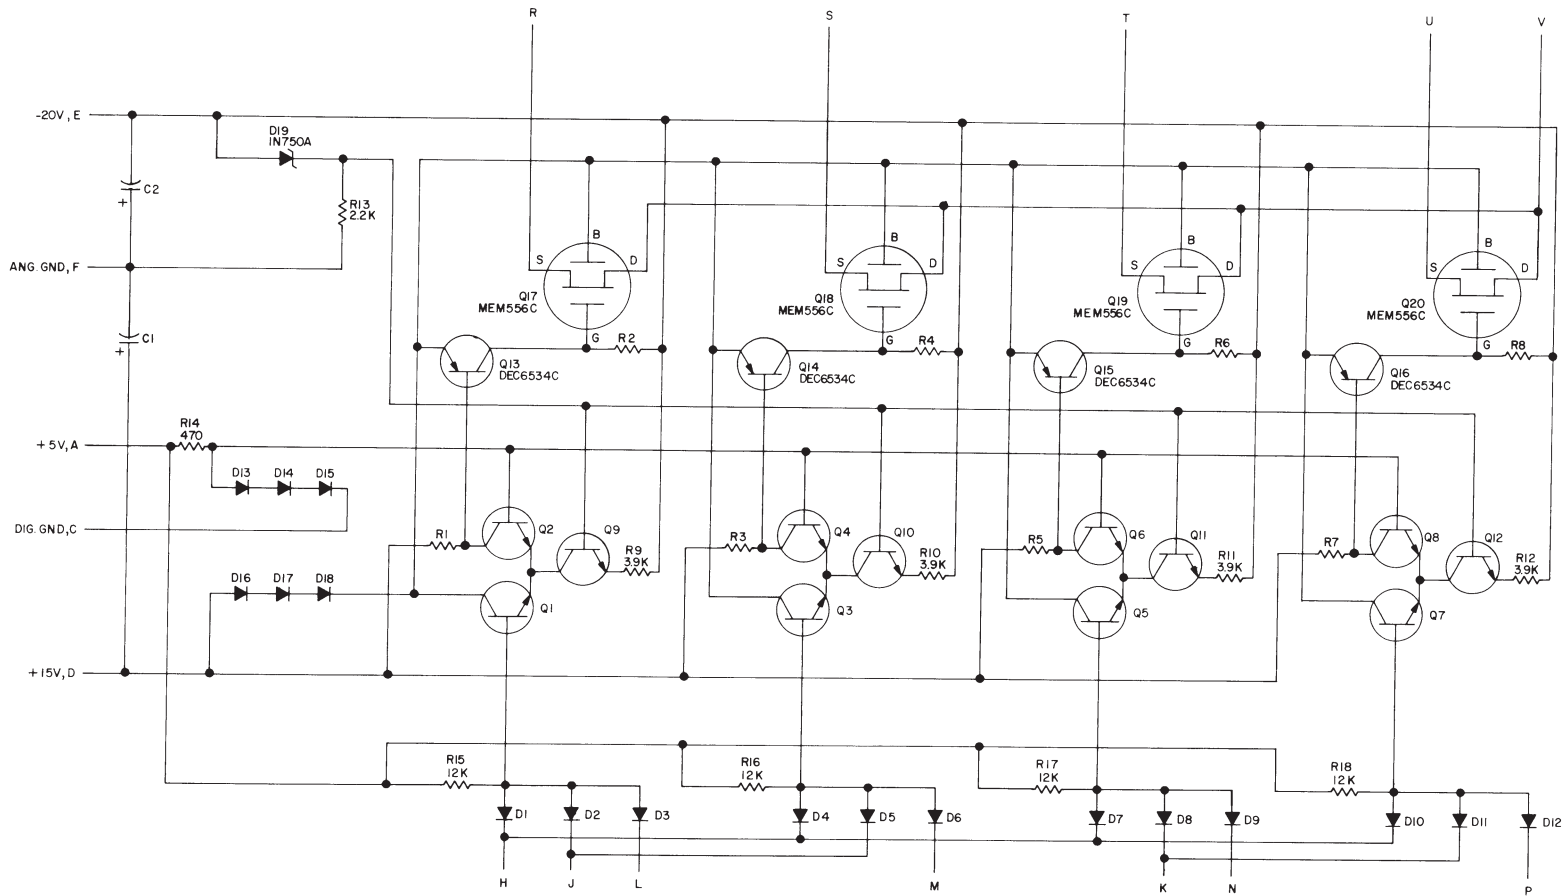 R
S
T
U
V
-20V, E
D19
1N750A
C2
+
R13
2.2K
ANG. GND, F
C1
+
B
S
D
Q17
MEM556C
G
R2
Q13
DEC6534C
B
S
D
Q18
MEM556C
G
R4
Q14
DEC6534C
B
S
D
Q19
MEM556C
G
R6
Q15
DEC6534C
B
S
D
Q20
MEM556C
G
R8
Q16
DEC6534C
+5V, A
R14
470
D13
D14
D15
DIG. GND, C
D16
D17
D18
+15V, D
R1
Q2
Q9
R9
3.9K
Q1
R3
Q4
Q10
R10
3.9K
Q3
R5
Q6
Q11
R11
3.9K
Q5
R7
Q8
Q12
R12
3.9K
Q7
R15
12K
R16
12K
R17
12K
R18
12K
D1
D2
D3
D4
D5
D6
D7
D8
D9
D10
D11
D12
H
J
L
M
K
N
P